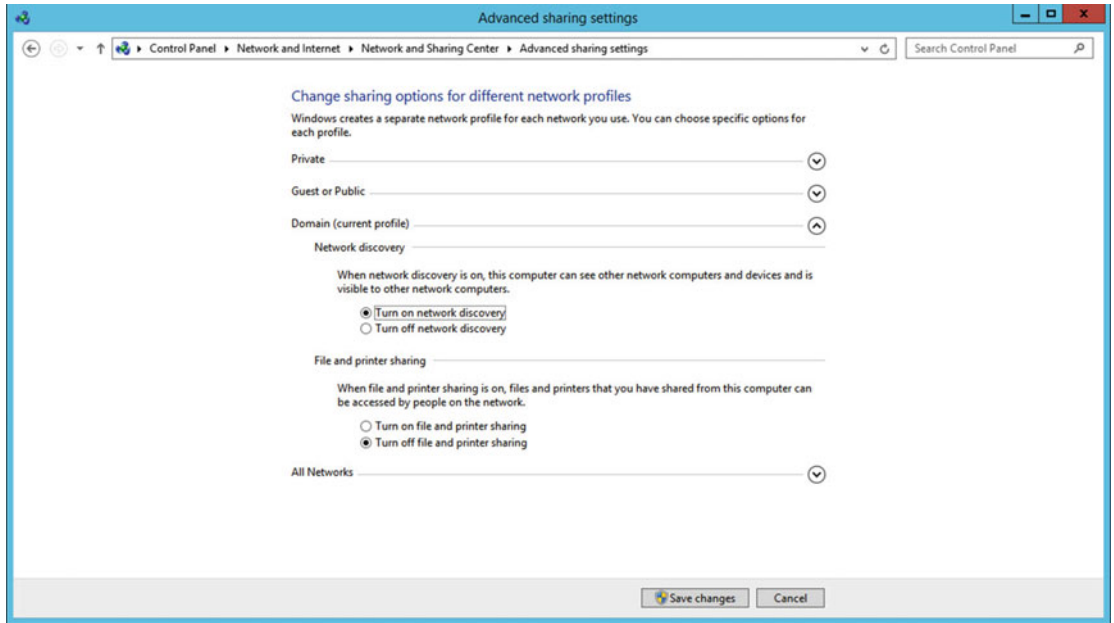 Advanced sharing settings
Control Panel Network and Internet Network and Sharing Center Advanced sharing settings
Search Control Panel
Change sharing options for different network profiles
Windows creates a separate network profile for each network you use. You can choose specific options for
each profile.
Private
Guest or Public
Domain (current profile)
Network discovery
When network discovery is on, this computer can see other network computers and devices and is
visible to other network computers.
Turn on network discovery
Turn off network discovery
File and printer sharing
When file and printer sharing is on, files and printers that you have shared from this computer can
be accessed by people on the network.
Turn on file and printer sharing
Turn off file and printer sharing
All Networks
Save changes
Cancel